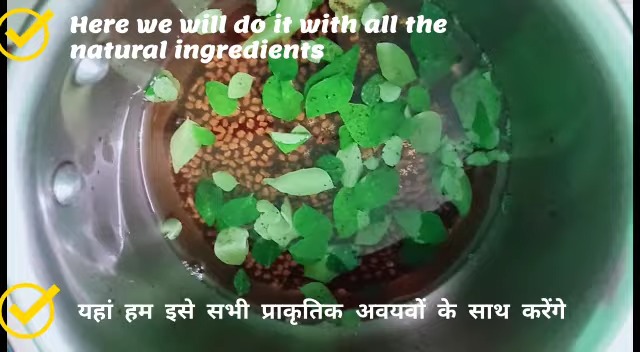 Here we will do it with all the
natural ingredients
यहां हम इसे सभी प्राकृतिक अवयवों के साथ करेंगे